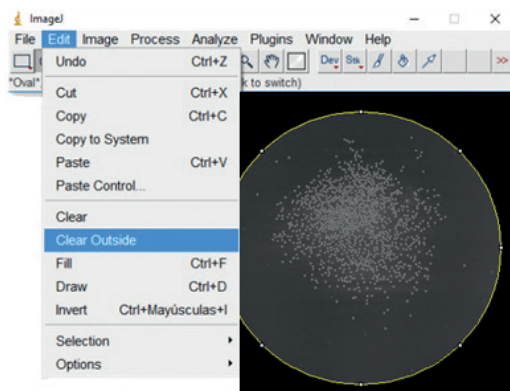 ImageJ
File Edit Image Process Analyze Plugins Window Help
Dev Stk >>
*Oval* k to switch)
Undo Ctrl+Z
Cut Ctrl+X
Copy Ctrl+C
Copy to System
Paste Ctrl+V
Paste Control...
Clear
Clear Outside
Fill Ctrl+F
Draw Ctrl+D
Invert Ctrl+Mayúsculas+I
Selection
Options